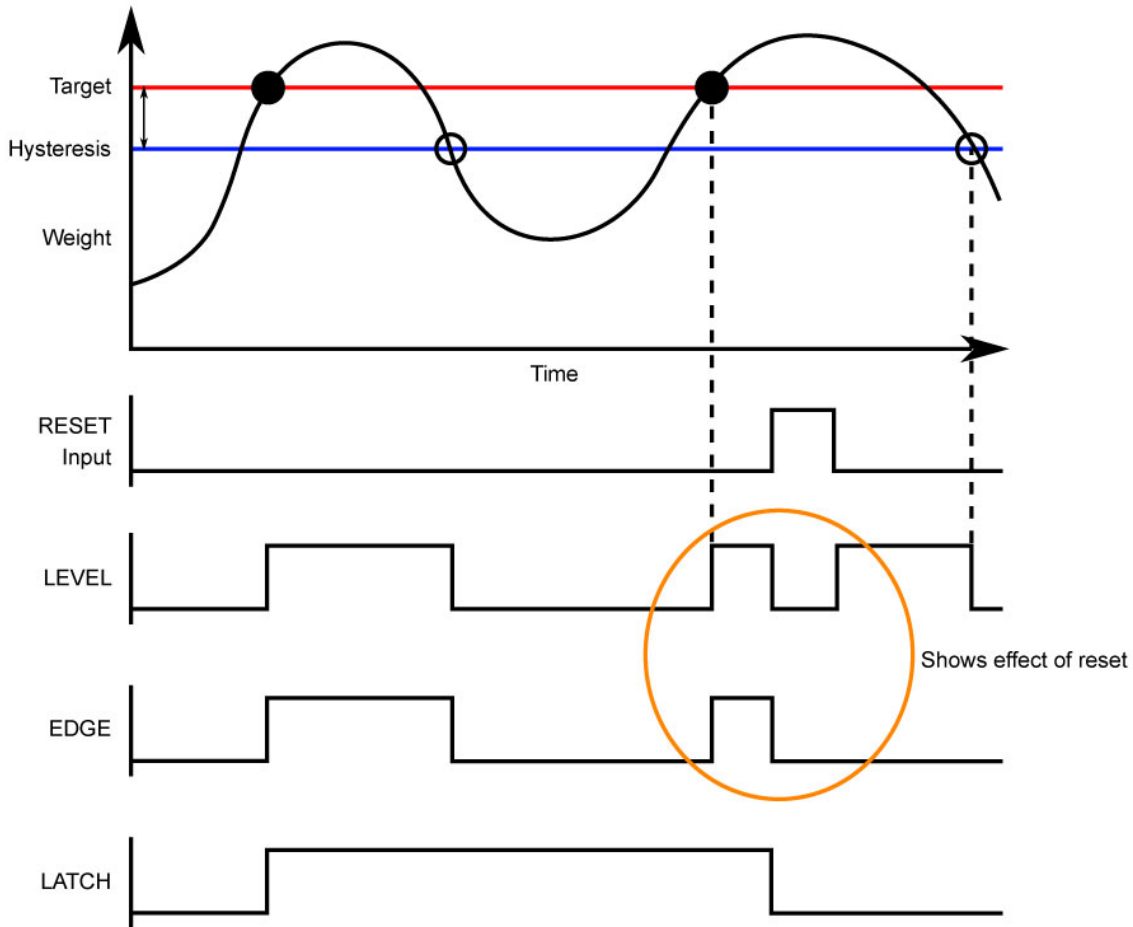 Target
Hysteresis
Weight
Time
RESET
Input
LEVEL
Shows effect of reset
EDGE
LATCH